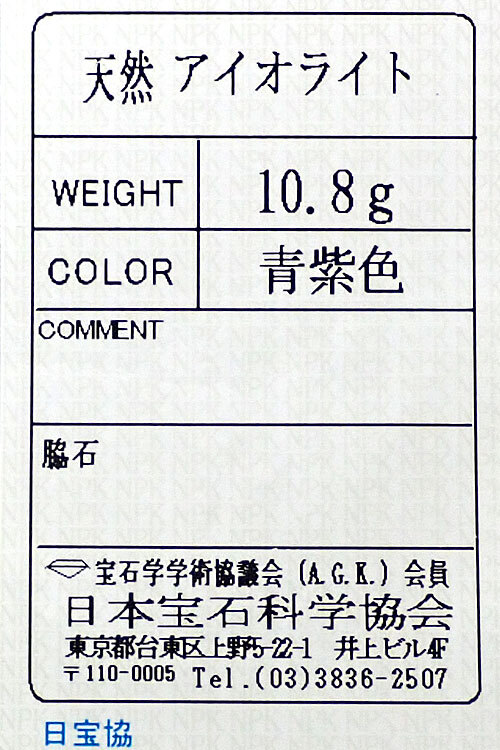 天然 アイオライト
WEIGHT 10.8g
COLOR 青紫色
COMMENT
脇石
宝石学学術協議会 (A.G.K.) 会員
日本宝石科学協会
東京都台東区上野5-22-1 井上ビル4F
〒110-0005 Tel.(03)3836-2507
日宝協